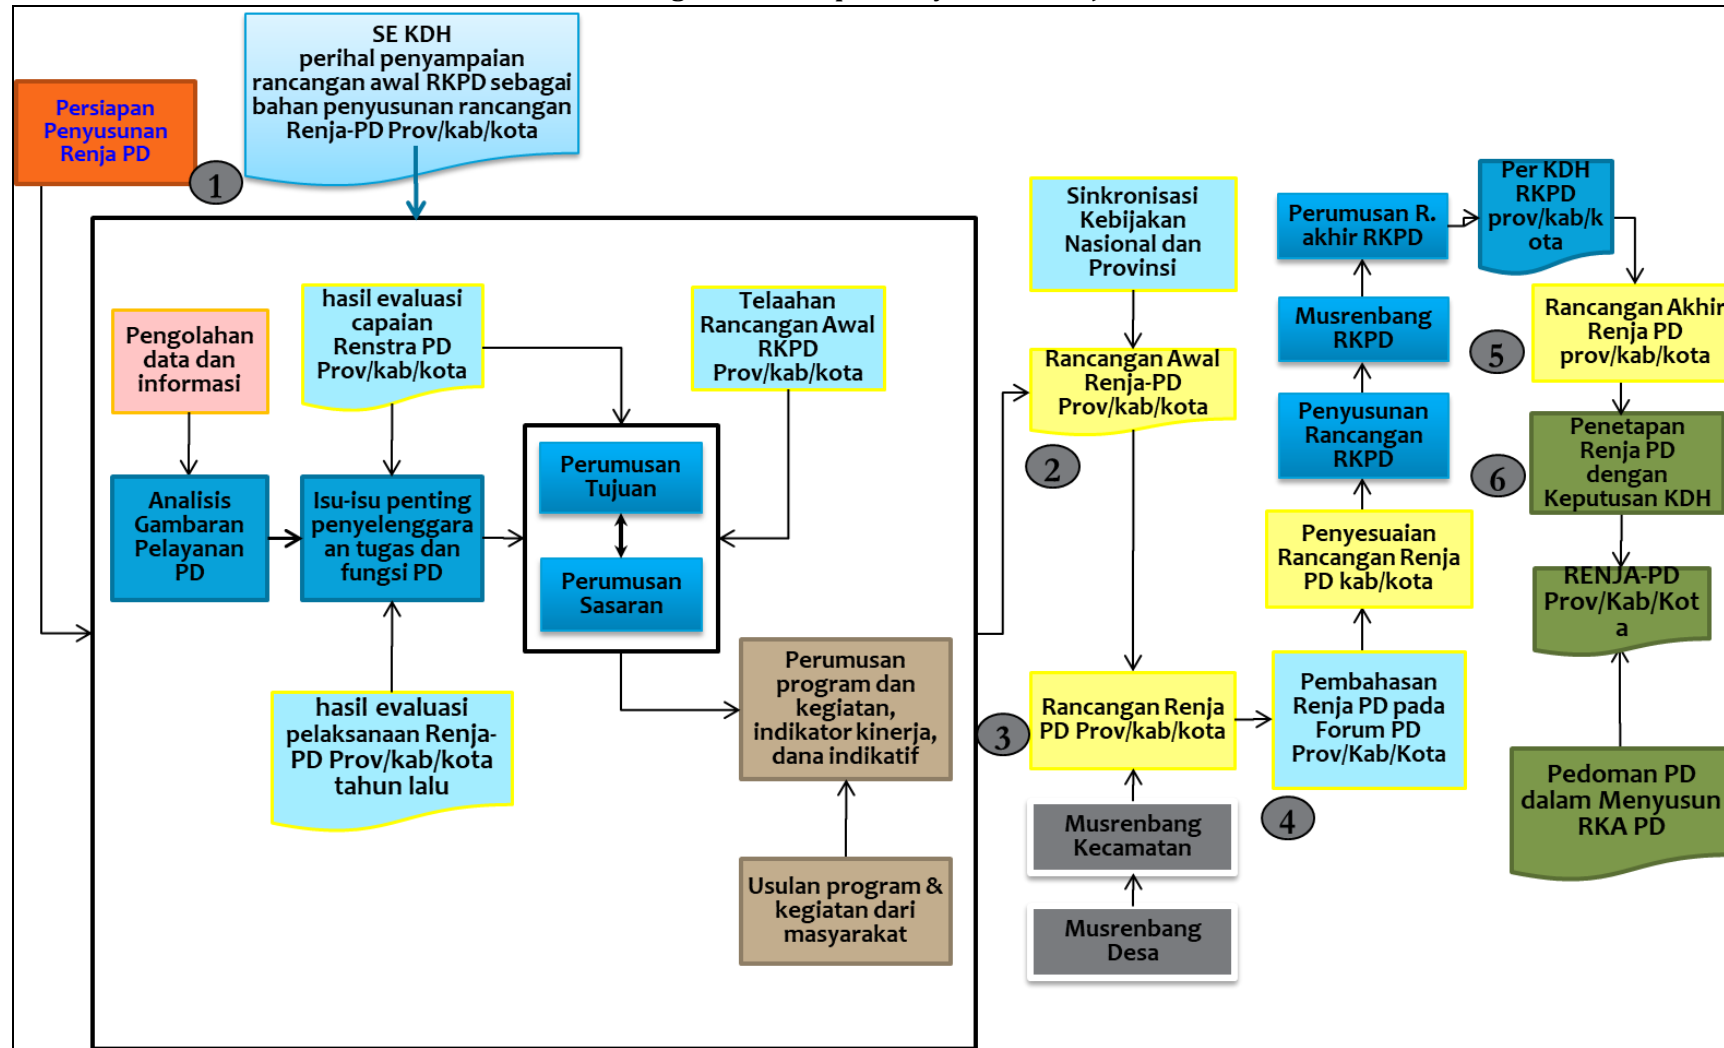 SE KDH
perihal penyampaian
rancangan awal RKPD sebagai
bahan penyusunan rancangan
Renja-PD Prov/kab/kota
Persiapan
Penyusunan
Renja PD
1
Pengolahan
data dan
informasi
hasil evaluasi
capaian
Renstra PD
Prov/kab/kota
Telaahan
Rancangan Awal
RKPD
Prov/kab/kota
Analisis
Gambaran
Pelayanan
PD
Isu-isu penting
penyelenggara
an tugas dan
fungsi PD
Perumusan
Tujuan
Perumusan
Sasaran
hasil evaluasi
pelaksanaan Renja-
PD Prov/kab/kota
tahun lalu
Perumusan
program dan
kegiatan,
indikator kinerja,
dana indikatif
Usulan program &
kegiatan dari
masyarakat
Sinkronisasi
Kebijakan
Nasional dan
Provinsi
Rancangan Awal
Renja-PD
Prov/kab/kota
2
Rancangan Renja
PD Prov/kab/kota
3
Musrenbang
Kecamatan
Musrenbang
Desa
Pembahasan
Renja PD pada
Forum PD
Prov/Kab/Kota
4
Penyesuaian
Rancangan Renja
PD kab/kota
Penyusunan
Rancangan
RKPD
Musrenbang
RKPD
Perumusan R.
akhir RKPD
Per KDH
RKPD
prov/kab/k
ota
Rancangan Akhir
Renja PD
prov/kab/kota
5
Penetapan
Renja PD
dengan
Keputusan KDH
6
RENJA-PD
Prov/Kab/Kot
a
Pedoman PD
dalam Menyusun
RKA PD